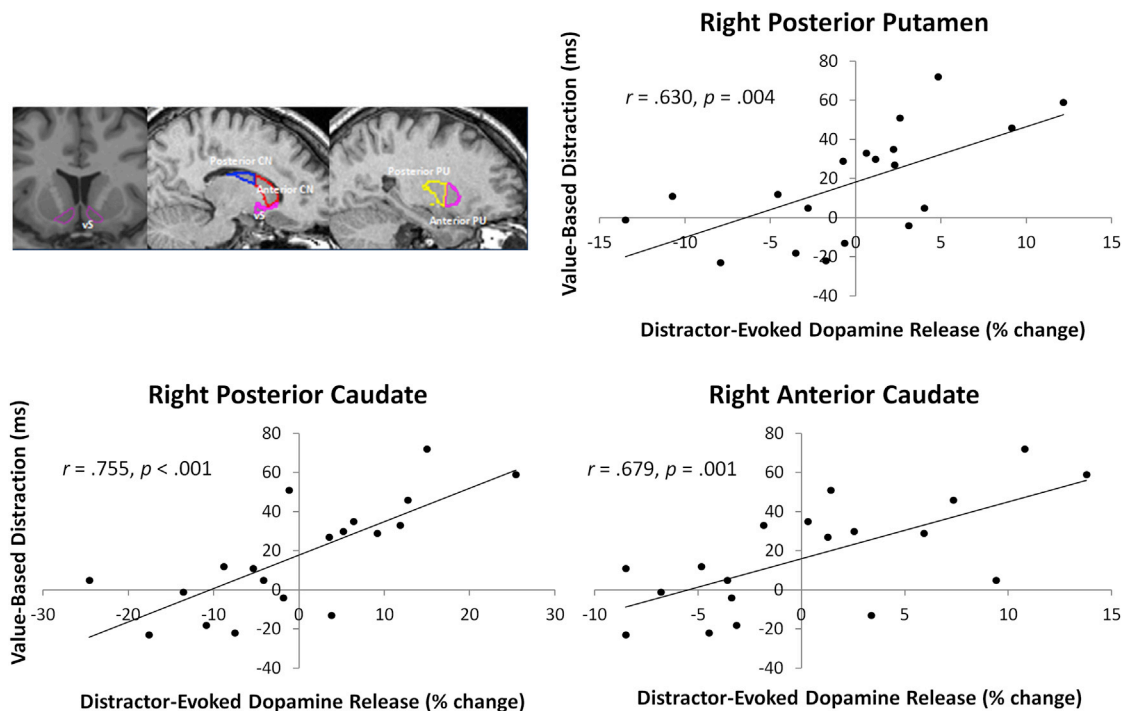 Right Posterior Putamen
Value-Based Distraction (ms)
r = .630, p = .004
80
60
40
20
0
-20
-40
-15
-10
-5
0
5
10
15
Distractor-Evoked Dopamine Release (% change)
vS
Posterior CN
Anterior CN
vS
Posterior PU
Anterior PU
Right Posterior Caudate
Value-Based Distraction (ms)
r = .755, p < .001
80
60
40
20
0
-20
-40
-30
-20
-10
0
10
20
30
Distractor-Evoked Dopamine Release (% change)
Right Anterior Caudate
r = .679, p = .001
80
60
40
20
0
-20
-40
-10
-5
0
5
10
15
Distractor-Evoked Dopamine Release (% change)